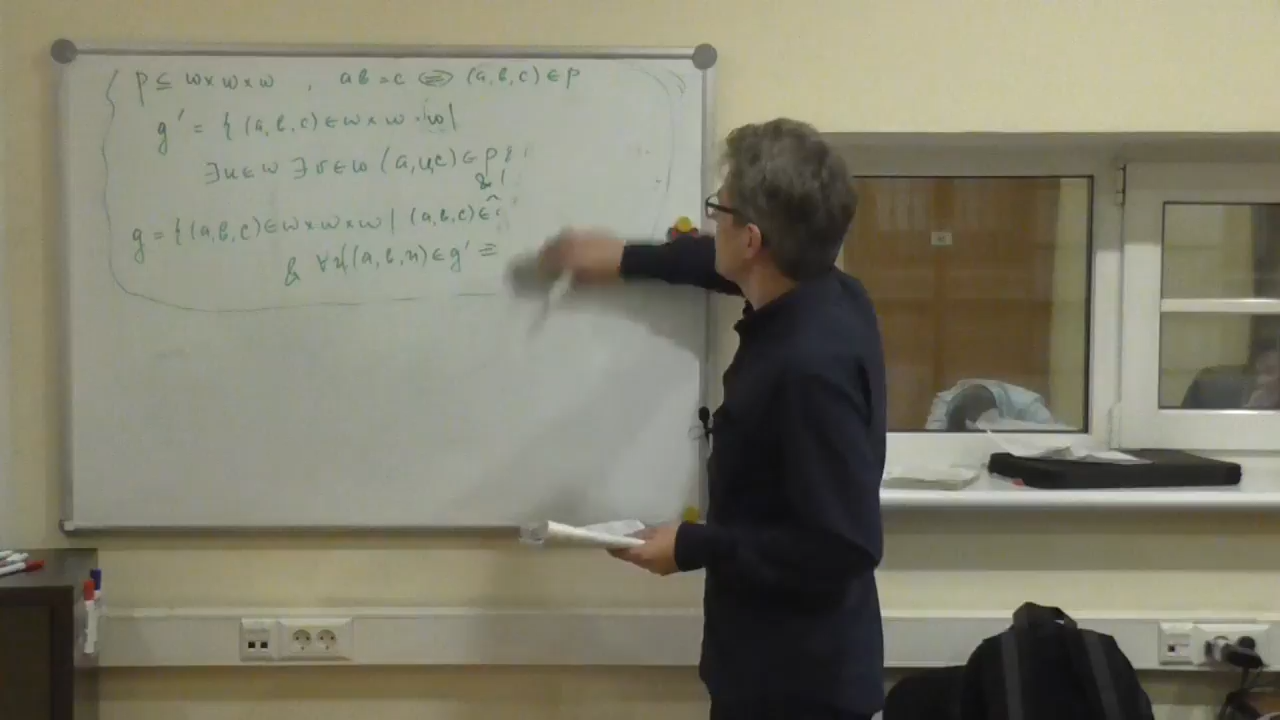 p ⊆ ω×ω×ω , ab=c ⇔ (a,b,c) ∈ p
g' = { (a,b,c) ∈ ω × ω × ω |
∃u∈ω ∃v∈ω (a,u,c) ∈ p
&
g = {(a,b,c)∈ω×ω×ω | (a,b,c)∈
& ∀n((a,b,n)∈g' ≡